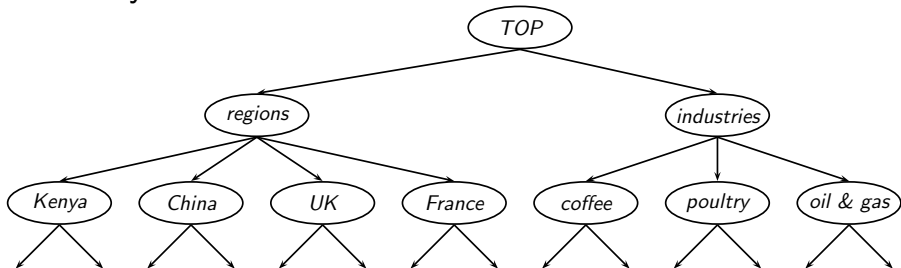 TOP
regions industries
Kenya China UK France coffee poultry oil & gas